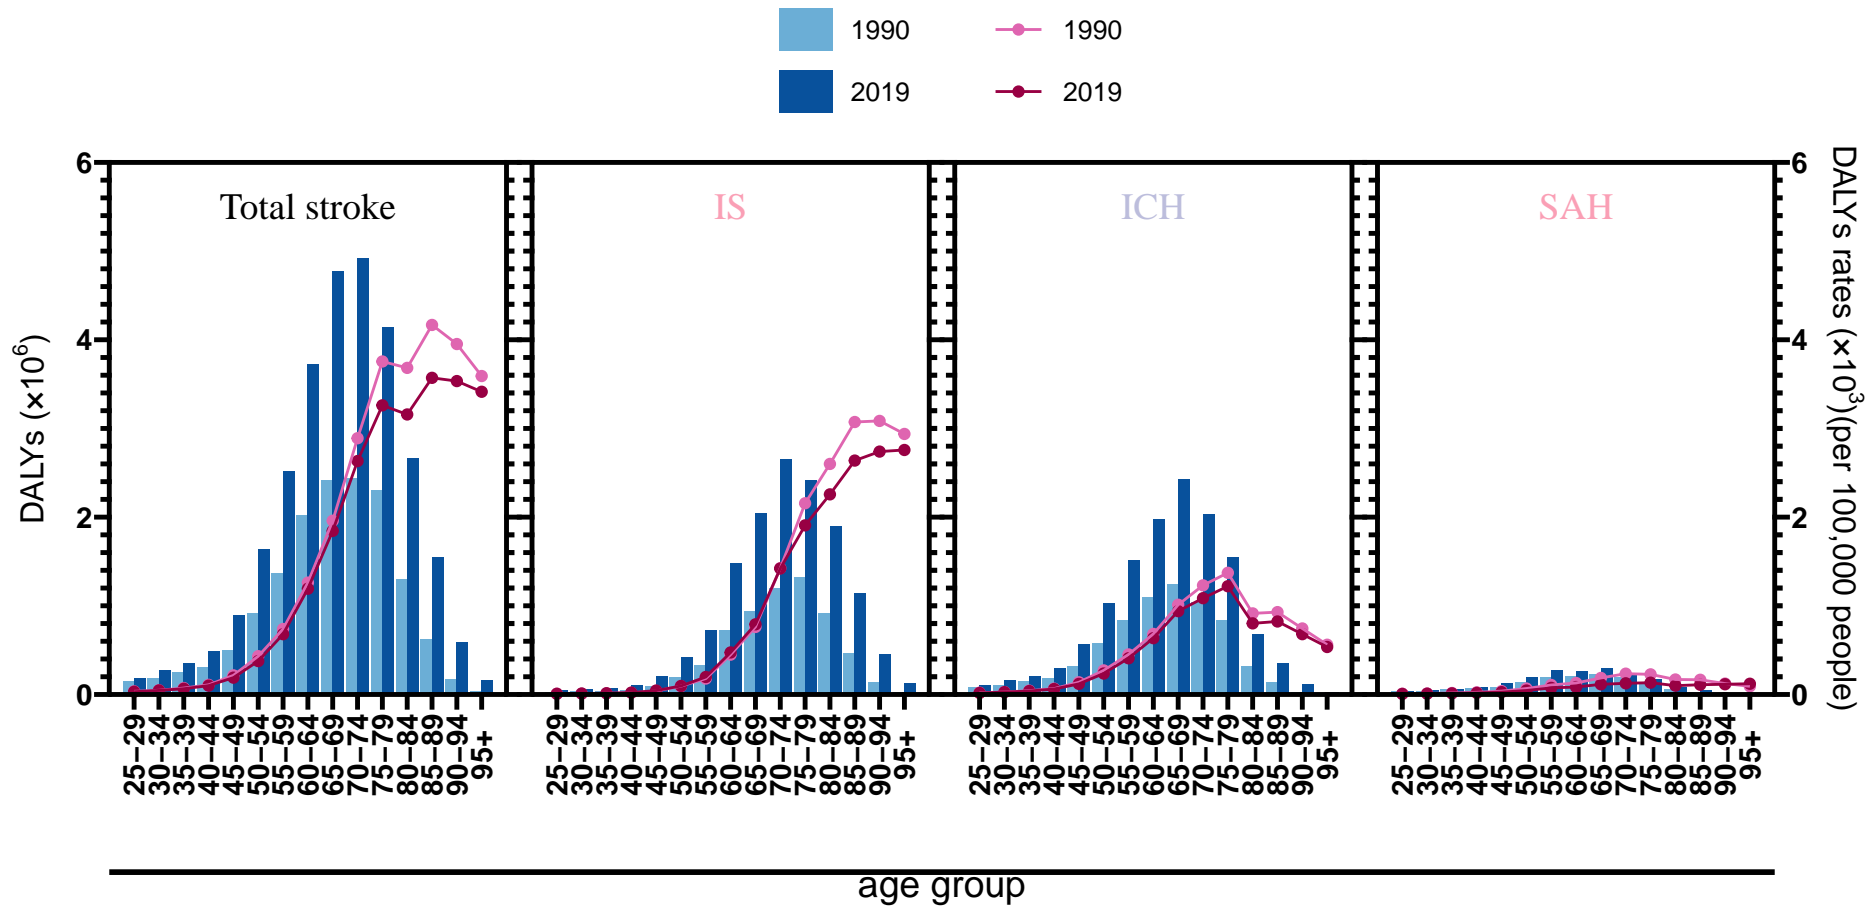 1990 1990
2019 2019
6 6
Total stroke IS ICH SAH
4 4
2 2
0 0
DALYs (×10⁶)
DALYs rates (×10³)(per 100,000 people)
25–29 30–34 35–39 40–44 45–49 50–54 55–59 60–64 65–69 70–74 75–79 80–84 85–89 90–94 95+
25–29 30–34 35–39 40–44 45–49 50–54 55–59 60–64 65–69 70–74 75–79 80–84 85–89 90–94 95+
25–29 30–34 35–39 40–44 45–49 50–54 55–59 60–64 65–69 70–74 75–79 80–84 85–89 90–94 95+
25–29 30–34 35–39 40–44 45–49 50–54 55–59 60–64 65–69 70–74 75–79 80–84 85–89 90–94 95+
age group